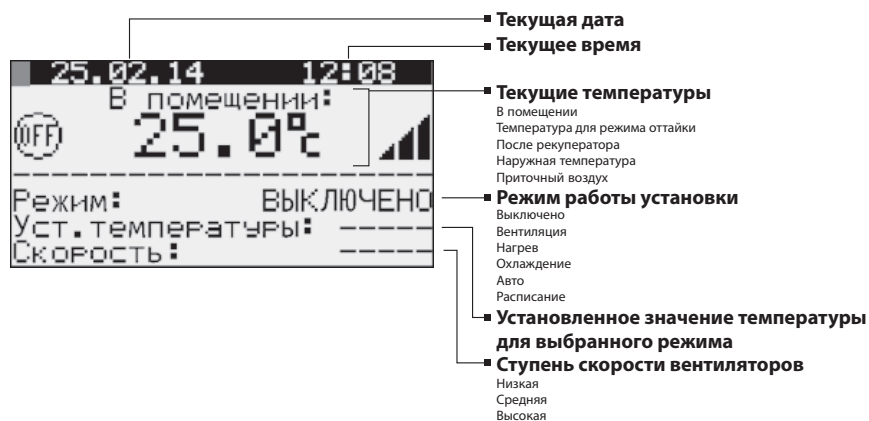 Текущая дата
Текущее время
25.02.14 12:08
В помещении:
OFF 25.0°c
Режим: ВЫКЛЮЧЕНО
Уст.температуры: -----
Скорость: -----
Текущие температуры
В помещении
Температура для режима оттайки
После рекуператора
Наружная температура
Приточный воздух
Режим работы установки
Выключено
Вентиляция
Нагрев
Охлаждение
Авто
Расписание
Установленное значение температуры
для выбранного режима
Ступень скорости вентиляторов
Низкая
Средняя
Высокая